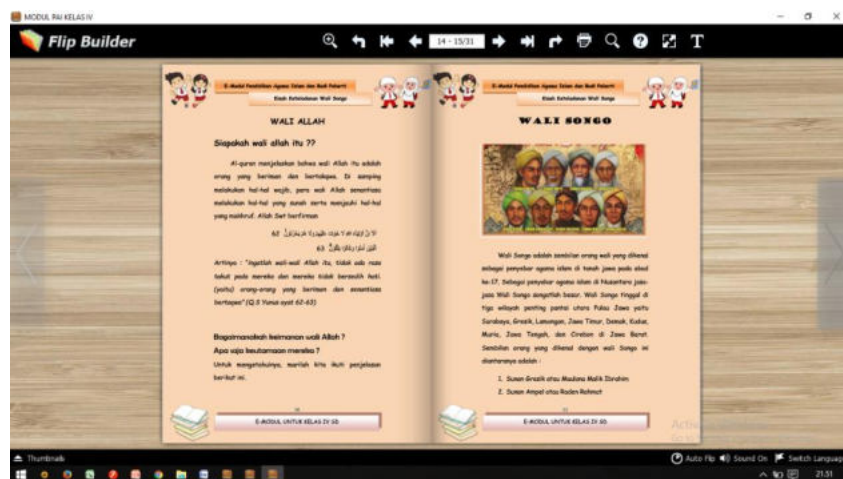 MODUL PAI KELAS IV
Flip Builder
14 - 15/31
E-Modul Pendidikan Agama Islam dan Budi Pekerti
Kisah Keteladanan Wali Songo
WALI ALLAH
Siapakah wali allah itu ??
Al-quran menjelaskan bahwa wali Allah itu adalah
orang yang beriman dan bertakqwa. Di samping
melakukan hal-hal wajib, para wali Allah senantiasa
melakukan hal-hal yang sunah serta menjauhi hal-hal
yang makhruf. Allah Swt berfirman
62
63
Artinya : "ingatlah wali-wali Allah itu, tidak ada rasa
takut pada mereka dan mereka tidak bersedih hati.
(yaitu) orang-orang yang beriman dan senantiasa
bertaqwa" (Q.S Yunus ayat 62-63)
Bagaimanakah keimanan wali Allah ?
Apa saja keutamaan mereka ?
Untuk mengetahuinya, marilah kita ikuti penjelasan
berikut ini.
E-MODUL UNTUK KELAS IV SD
E-Modul Pendidikan Agama Islam dan Budi Pekerti
Kisah Keteladanan Wali Songo
WALI SONGO
Wali Songo adalah sembilan orang wali yang dikenal
sebagai penyebar agama islam di tanah jawa pada abad
ke-17. Sebagai penyebar agama islam di Nusantara jasa-
jasa Wali Songo sangatlah besar. Wali Songo tinggal di
tiga wilayah penting pantai utara Pulau Jawa yaitu
Surabaya, Gresik, Lamongan, Jawa Timur, Demak, Kudus,
Muria, Jawa Tengah, dan Cirebon di Jawa Barat.
Sembilan orang yang dikenal dengan wali Songo ini
diantaranya adalah :
1. Sunan Gresik atau Maulana Malik Ibrahim
2. Sunan Ampel atau Raden Rahmat
E-MODUL UNTUK KELAS IV SD
Thumbnails
Auto Flip
Sound On
Switch Language
21.51